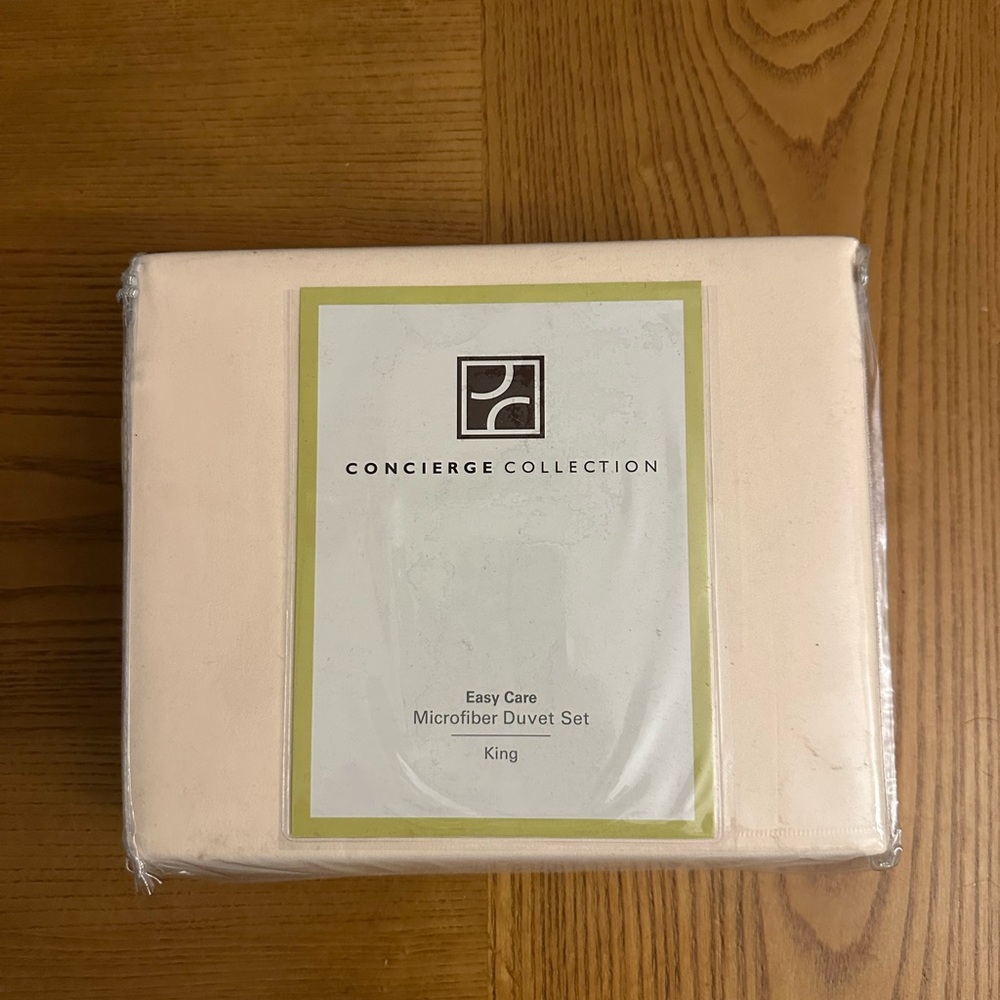 CONCIERGE COLLECTION
Easy Care
Microfiber Duvet Set
King